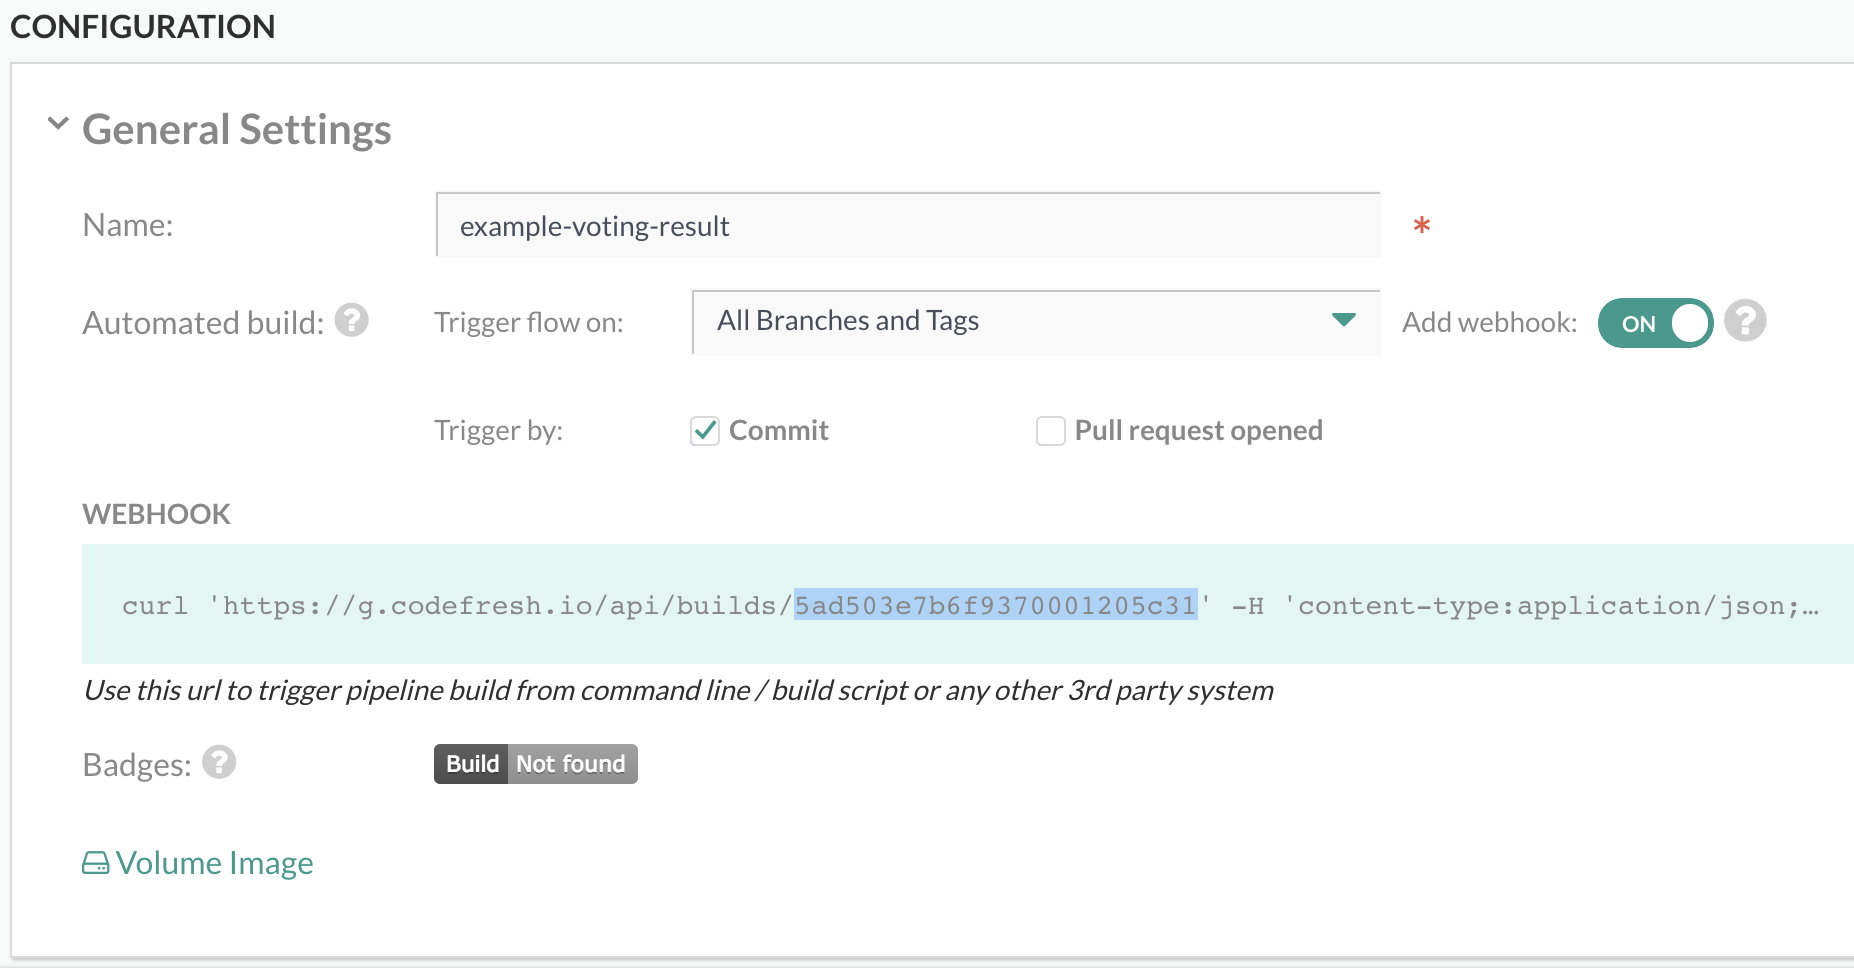 CONFIGURATION
General Settings
Name: example-voting-result *
Automated build: ? Trigger flow on: All Branches and Tags Add webhook: ON ?
Trigger by: Commit Pull request opened
WEBHOOK
curl 'https://g.codefresh.io/api/builds/5ad503e7b6f9370001205c31' -H 'content-type:application/json;…
Use this url to trigger pipeline build from command line / build script or any other 3rd party system
Badges: ? Build Not found
Volume Image